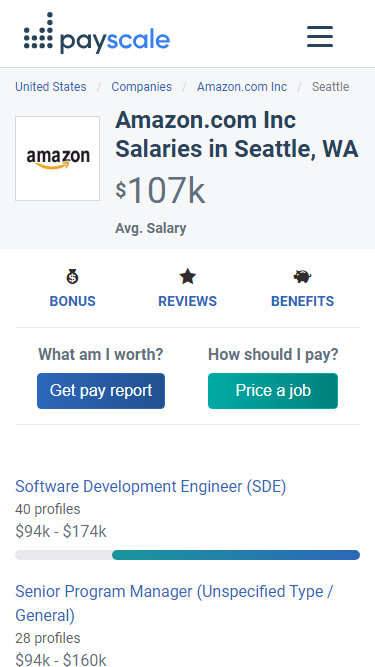 payscale
United States / Companies / Amazon.com Inc / Seattle
amazon
Amazon.com Inc
Salaries in Seattle, WA
$107k
Avg. Salary
BONUS REVIEWS BENEFITS
What am I worth? How should I pay?
Get pay report Price a job
Software Development Engineer (SDE)
40 profiles
$94k - $174k
Senior Program Manager (Unspecified Type /
General)
28 profiles
$94k - $160k